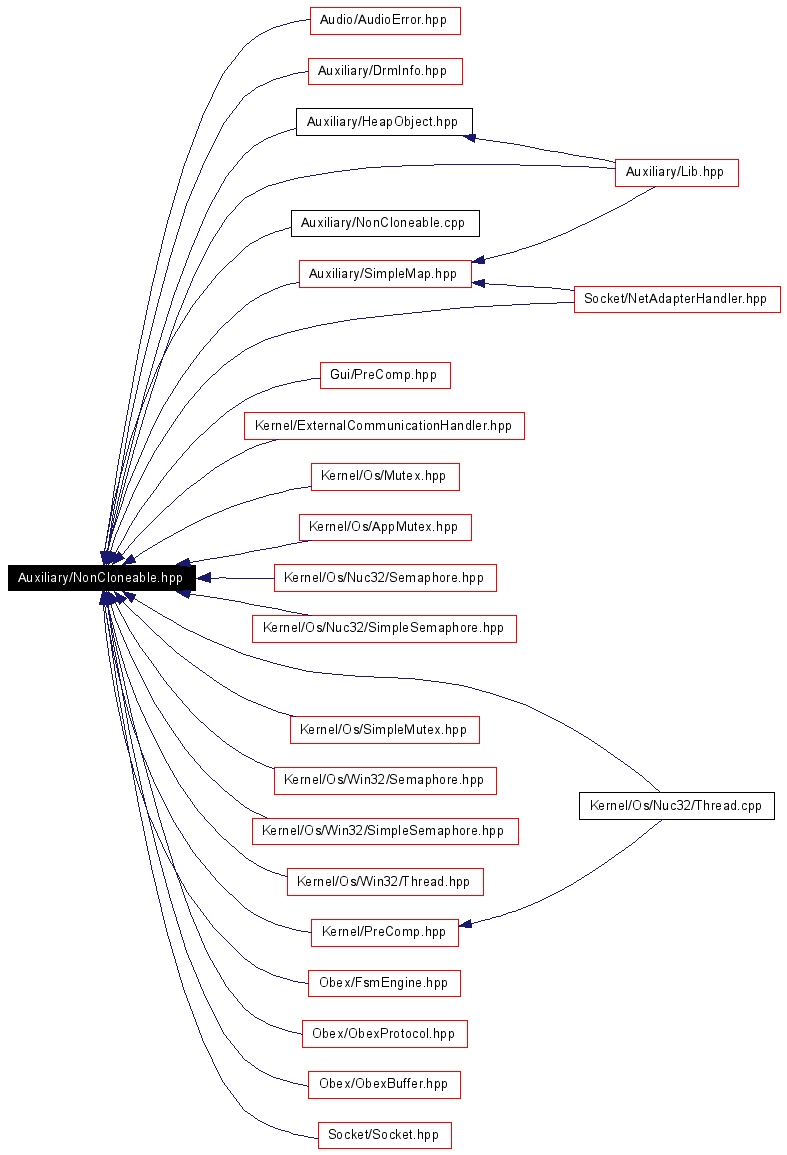 Audio/AudioError.hpp
Auxiliary/DrmInfo.hpp
Auxiliary/HeapObject.hpp
Auxiliary/Lib.hpp
Auxiliary/NonCloneable.cpp
Auxiliary/SimpleMap.hpp
Socket/NetAdapterHandler.hpp
Gui/PreComp.hpp
Kernel/ExternalCommunicationHandler.hpp
Kernel/Os/Mutex.hpp
Kernel/Os/AppMutex.hpp
Auxiliary/NonCloneable.hpp
Kernel/Os/Nuc32/Semaphore.hpp
Kernel/Os/Nuc32/SimpleSemaphore.hpp
Kernel/Os/SimpleMutex.hpp
Kernel/Os/Win32/Semaphore.hpp
Kernel/Os/Nuc32/Thread.cpp
Kernel/Os/Win32/SimpleSemaphore.hpp
Kernel/Os/Win32/Thread.hpp
Kernel/PreComp.hpp
Obex/FsmEngine.hpp
Obex/ObexProtocol.hpp
Obex/ObexBuffer.hpp
Socket/Socket.hpp